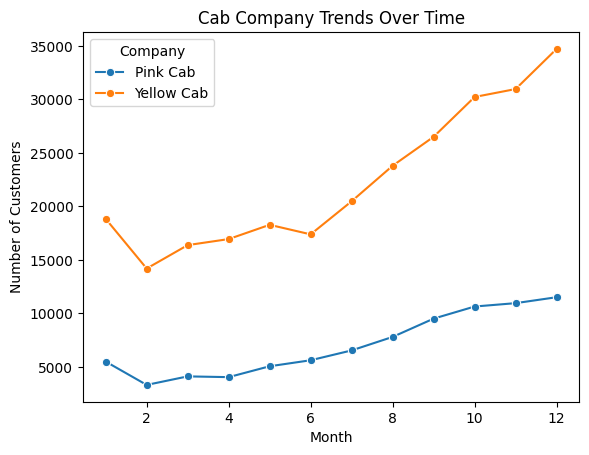 Cab Company Trends Over Time
Company
Pink Cab
Yellow Cab
Number of Customers
35000
30000
25000
20000
15000
10000
5000
2 4 6 8 10 12
Month